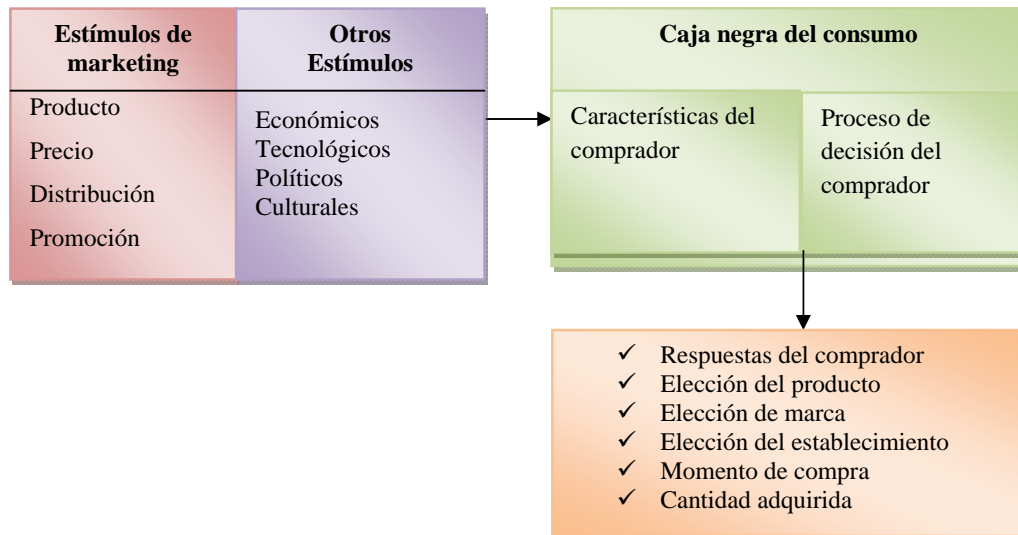 Estímulos de
marketing
Producto
Precio
Distribución
Promoción
Otros
Estímulos
Económicos
Tecnológicos
Políticos
Culturales
Caja negra del consumo
Características del
comprador
Proceso de
decisión del
comprador
✓ Respuestas del comprador
✓ Elección del producto
✓ Elección de marca
✓ Elección del establecimiento
✓ Momento de compra
✓ Cantidad adquirida